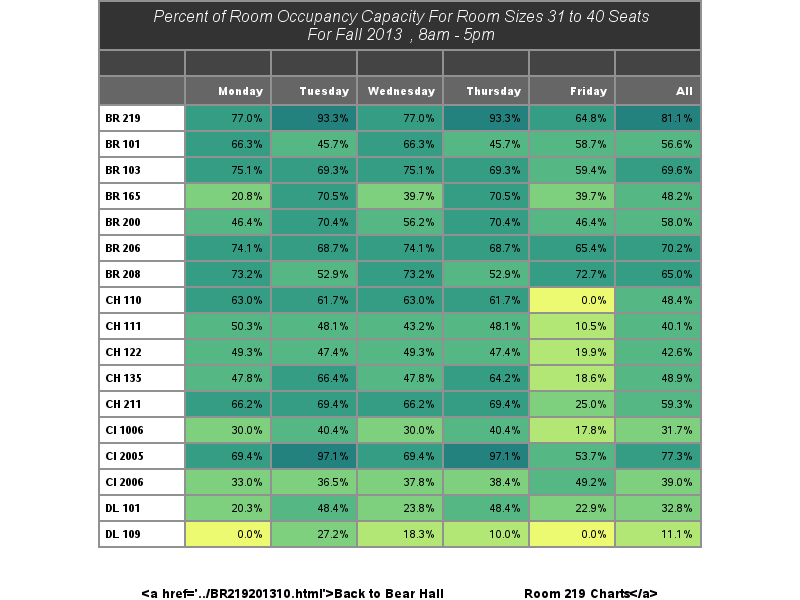 Percent of Room Occupancy Capacity For Room Sizes 31 to 40 Seats
For Fall 2013 , 8am - 5pm
Monday Tuesday Wednesday Thursday Friday All
BR 219 77.0% 93.3% 77.0% 93.3% 64.8% 81.1%
BR 101 66.3% 45.7% 66.3% 45.7% 58.7% 56.6%
BR 103 75.1% 69.3% 75.1% 69.3% 59.4% 69.6%
BR 165 20.8% 70.5% 39.7% 70.5% 39.7% 48.2%
BR 200 46.4% 70.4% 56.2% 70.4% 46.4% 58.0%
BR 206 74.1% 68.7% 74.1% 68.7% 65.4% 70.2%
BR 208 73.2% 52.9% 73.2% 52.9% 72.7% 65.0%
CH 110 63.0% 61.7% 63.0% 61.7% 0.0% 48.4%
CH 111 50.3% 48.1% 43.2% 48.1% 10.5% 40.1%
CH 122 49.3% 47.4% 49.3% 47.4% 19.9% 42.6%
CH 135 47.8% 66.4% 47.8% 64.2% 18.6% 48.9%
CH 211 66.2% 69.4% 66.2% 69.4% 25.0% 59.3%
CI 1006 30.0% 40.4% 30.0% 40.4% 17.8% 31.7%
CI 2005 69.4% 97.1% 69.4% 97.1% 53.7% 77.3%
CI 2006 33.0% 36.5% 37.8% 38.4% 49.2% 39.0%
DL 101 20.3% 48.4% 23.8% 48.4% 22.9% 32.8%
DL 109 0.0% 27.2% 18.3% 10.0% 0.0% 11.1%
<a href='../BR219201310.html'>Back to Bear Hall Room 219 Charts</a>